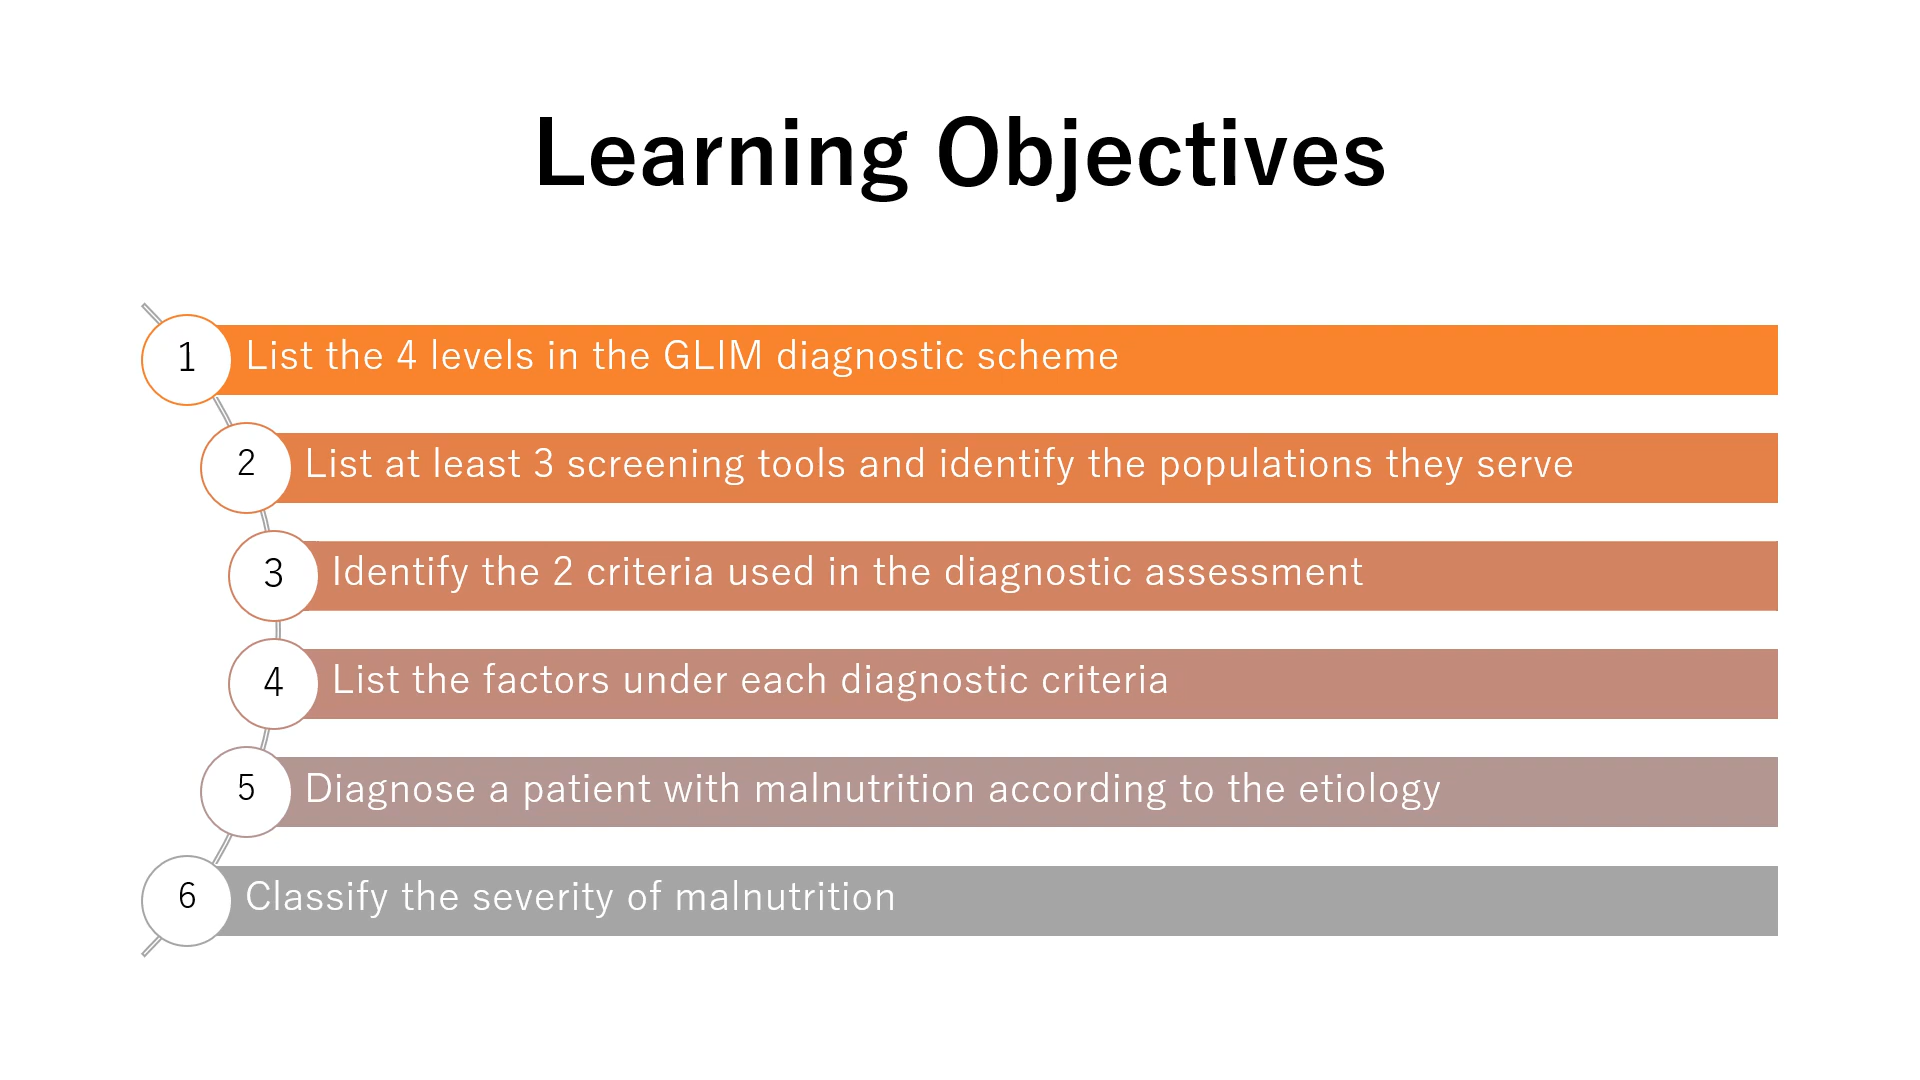 Learning Objectives
1 List the 4 levels in the GLIM diagnostic scheme
2 List at least 3 screening tools and identify the populations they serve
3 Identify the 2 criteria used in the diagnostic assessment
4 List the factors under each diagnostic criteria
5 Diagnose a patient with malnutrition according to the etiology
6 Classify the severity of malnutrition